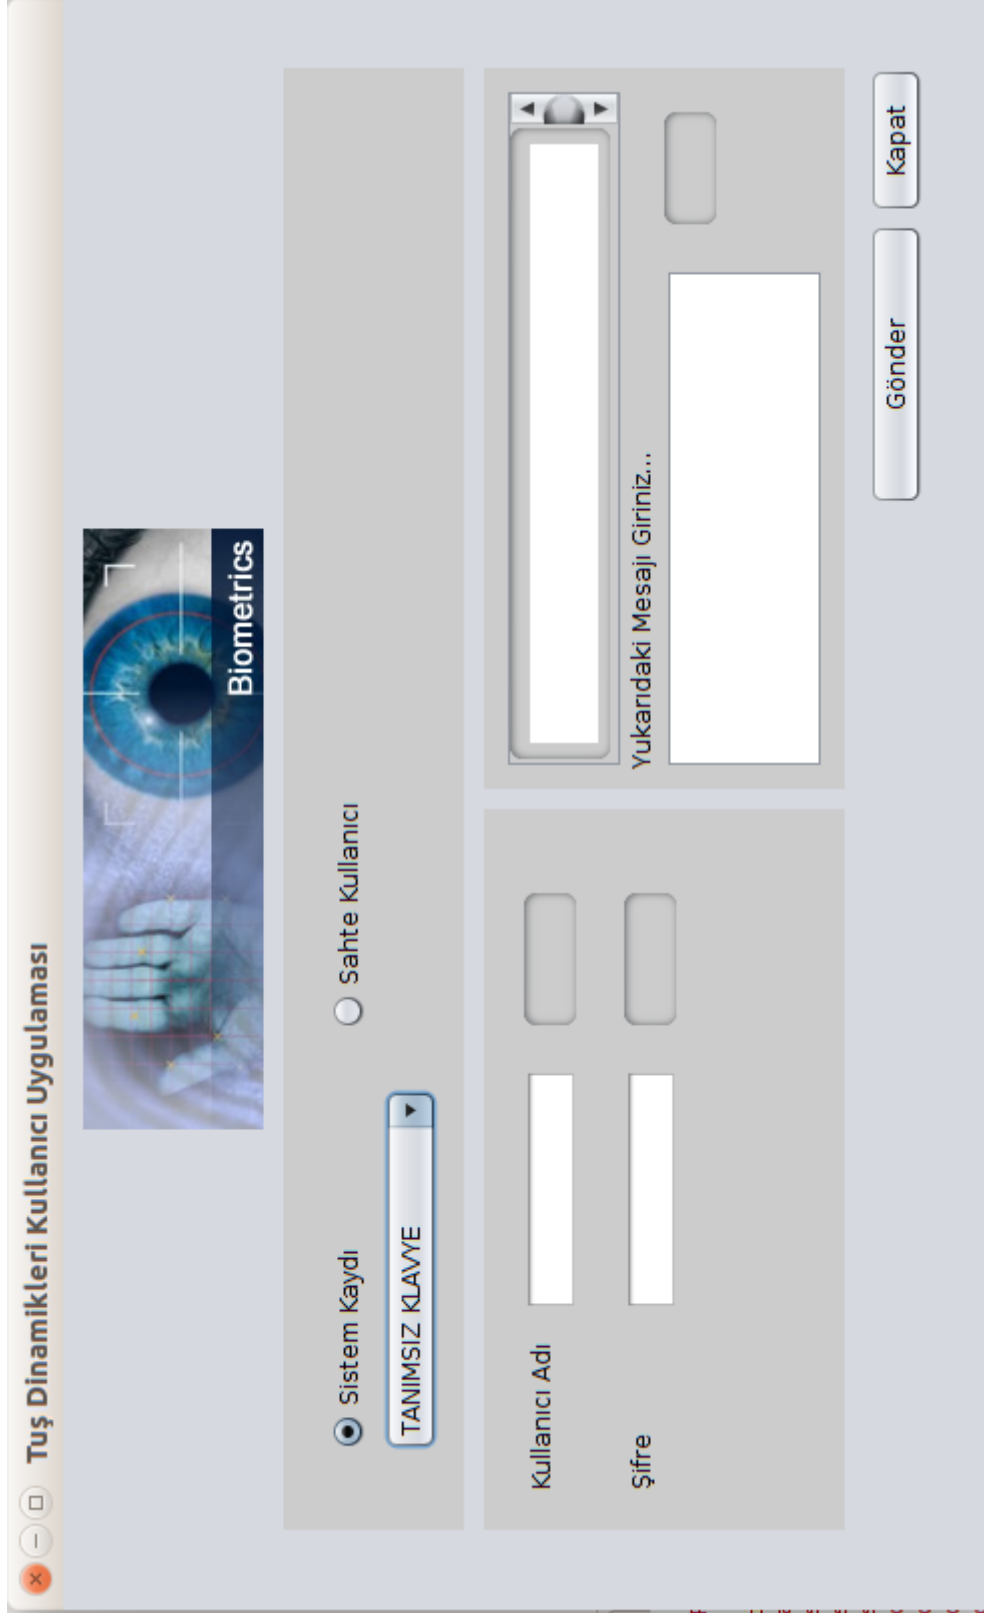 Tuş Dinamikleri Kullanıcı Uygulaması
Biometrics
Sistem Kaydı
Sahte Kullanıcı
TANIMSIZ KLAVYE
Kullanıcı Adı
Şifre
Yukarıdaki Mesajı Giriniz...
Gönder
Kapat